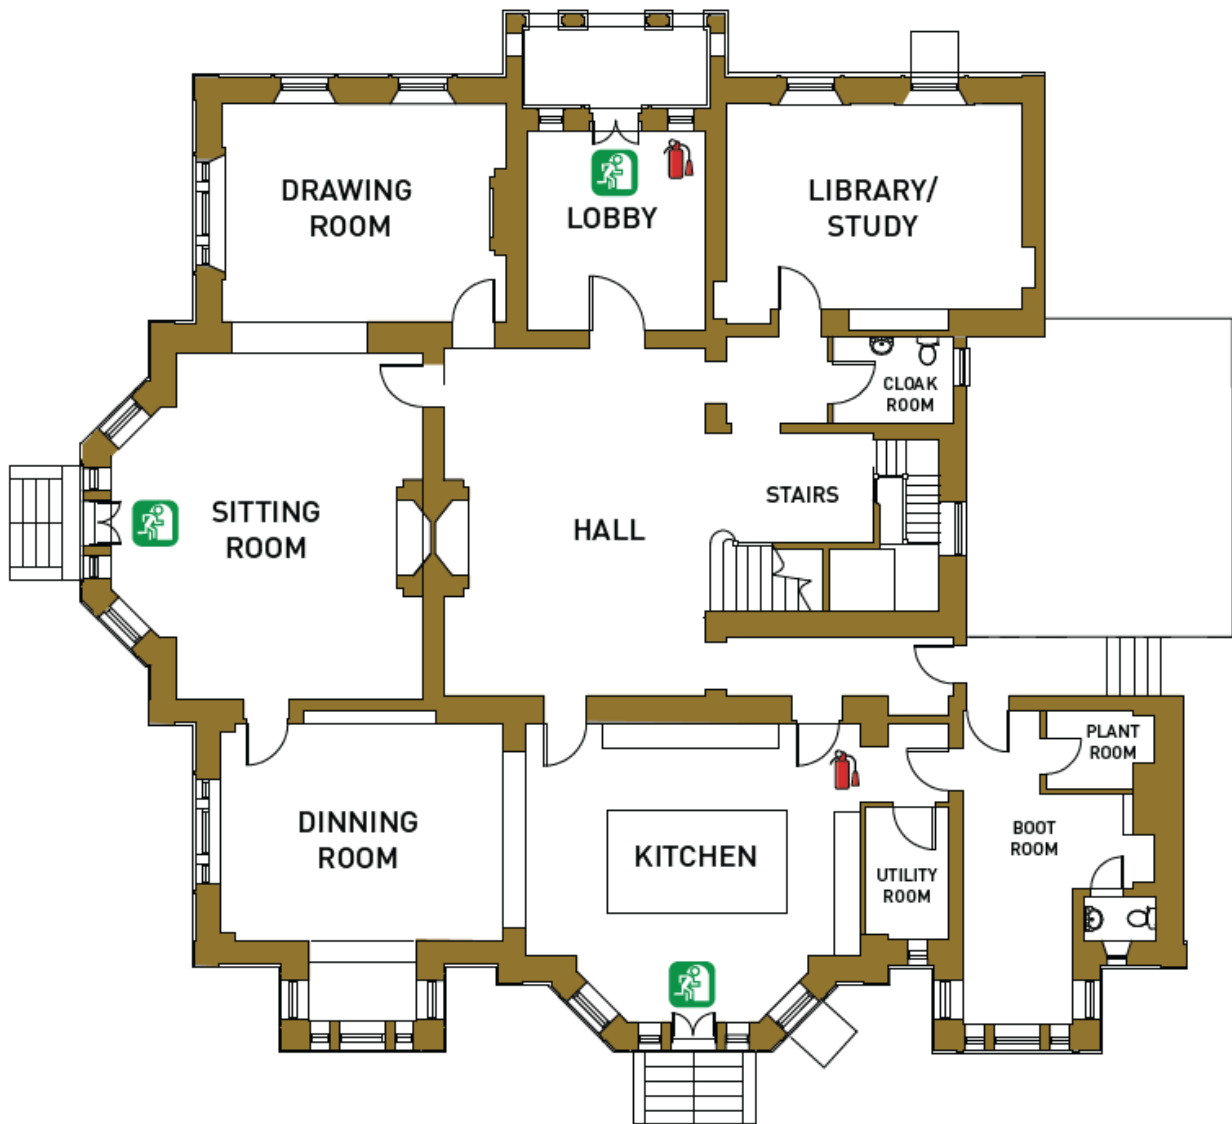 DRAWING
ROOM
LOBBY
LIBRARY/
STUDY
CLOAK
ROOM
STAIRS
SITTING
ROOM
HALL
PLANT
ROOM
DINNING
ROOM
KITCHEN
BOOT
ROOM
UTILITY
ROOM